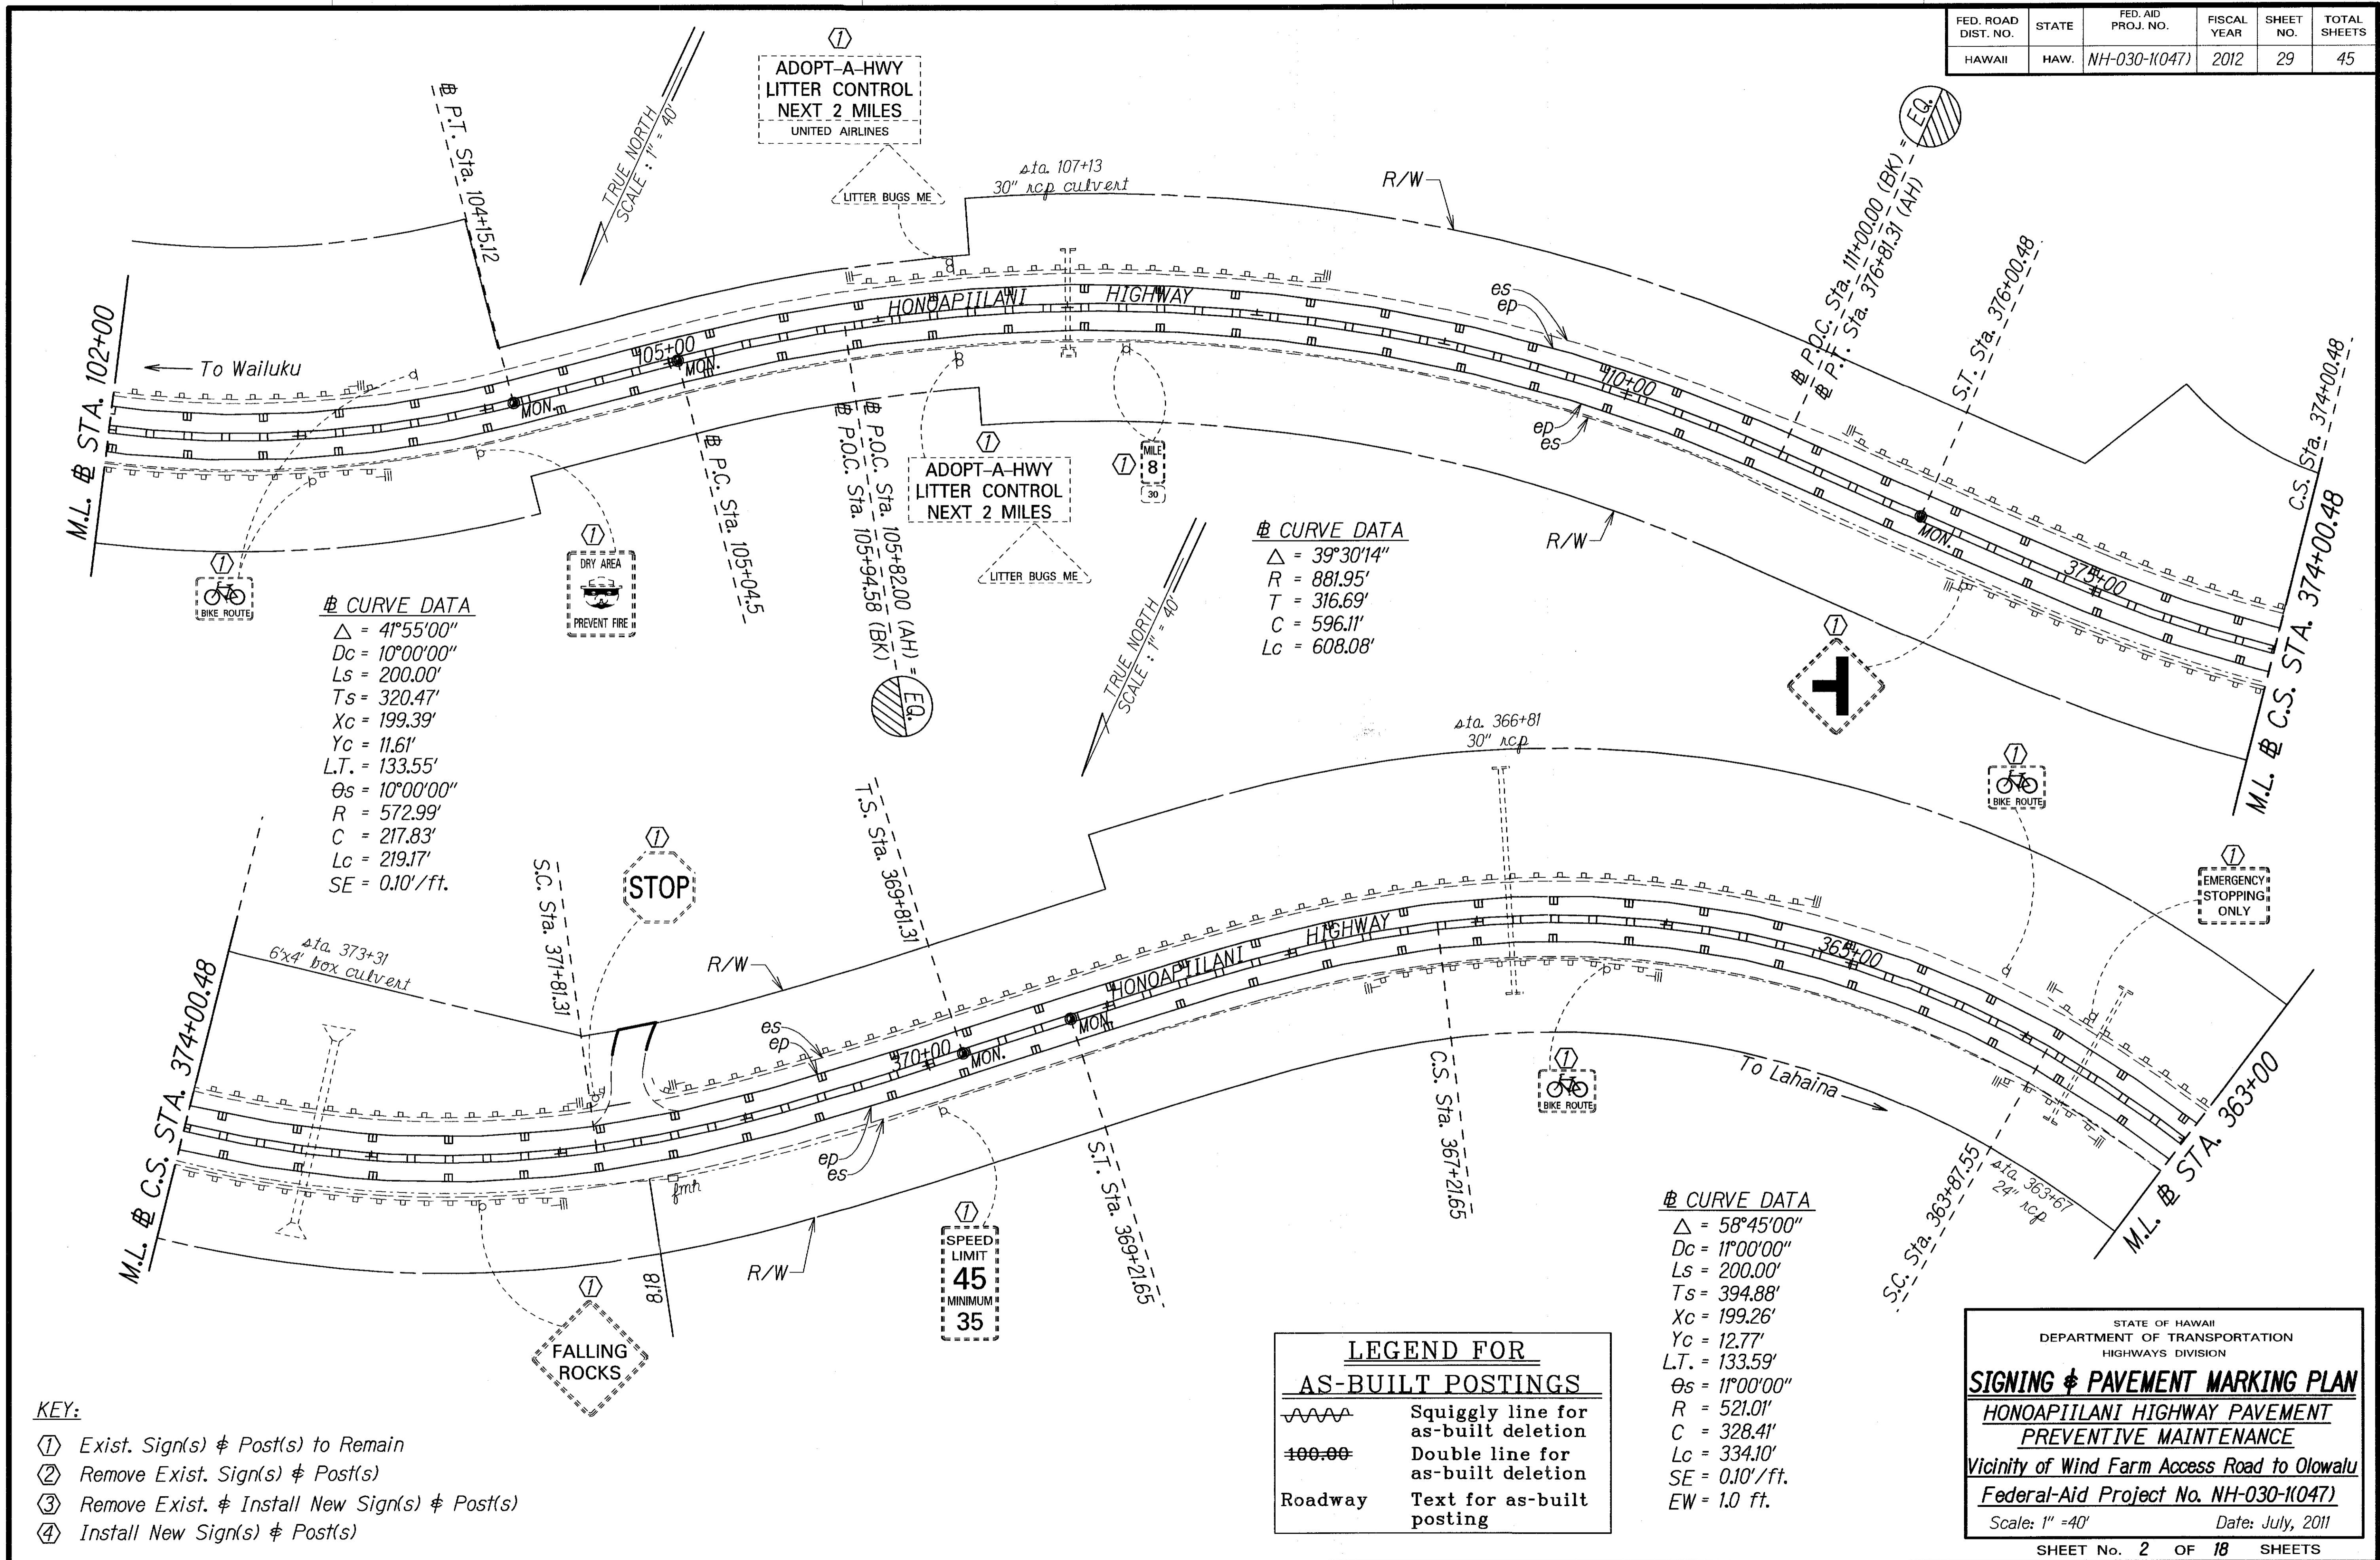 FED. ROAD DIST. NO.
STATE
FED. AID PROJ. NO.
FISCAL YEAR
SHEET NO.
TOTAL SHEETS
HAWAII
HAW.
NH-030-1(047)
2012
29
45
① 
ADOPT-A-HWY
LITTER CONTROL
NEXT 2 MILES
UNITED AIRLINES
LITTER BUGS ME
TRUE NORTH
SCALE : 1" = 40'
P.T. Sta. 104+15.12
sta. 107+13
30" rcp culvert
R/W
EQ.
P.O.C. Sta. 111+00.00 (BK) =
P.T. Sta. 376+81.31 (AH)
S.T. Sta. 376+00.48
C.S. Sta. 374+00.48
M.L. B STA. 102+00
To Wailuku
HONOAPIILANI HIGHWAY
es
ep
105+00
MON.
MON.
110+00
ep
es
MON.
375+00
M.L. B C.S. STA. 374+00.48
①
BIKE ROUTE
①
DRY AREA
PREVENT FIRE
P.C. Sta. 105+04.5
P.O.C. Sta. 105+82.00 (AH) =
P.O.C. Sta. 105+94.58 (BK)
EQ.
①
ADOPT-A-HWY
LITTER CONTROL
NEXT 2 MILES
LITTER BUGS ME
①
MILE
8
30
TRUE NORTH
SCALE : 1" = 40'
R/W
①
B CURVE DATA
Δ = 41°55'00"
Dc = 10°00'00"
Ls = 200.00'
Ts = 320.47'
Xc = 199.39'
Yc = 11.61'
L.T. = 133.55'
Θs = 10°00'00"
R = 572.99'
C = 217.83'
Lc = 219.17'
SE = 0.10'/ft.
B CURVE DATA
Δ = 39°30'14"
R = 881.95'
T = 316.69'
C = 596.11'
Lc = 608.08'
sta. 373+31
6'x4' box culvert
S.C. Sta. 371+81.31
①
STOP
R/W
T.S. Sta. 369+81.31
sta. 366+81
30" rcp
①
BIKE ROUTE
①
EMERGENCY
STOPPING
ONLY
M.L. B C.S. STA. 374+00.48
es
ep
370+00
MON.
MON.
HONOAPIILANI HIGHWAY
365+00
ep
es
fmh
8.18
R/W
①
FALLING
ROCKS
①
SPEED
LIMIT
45
MINIMUM
35
S.T. Sta. 369+21.65
C.S. Sta. 367+21.65
①
BIKE ROUTE
To Lahaina
S.C. Sta. 363+87.55
sta. 363+67
24" rcp
M.L. B STA. 363+00
B CURVE DATA
Δ = 58°45'00"
Dc = 11°00'00"
Ls = 200.00'
Ts = 394.88'
Xc = 199.26'
Yc = 12.77'
L.T. = 133.59'
Θs = 11°00'00"
R = 521.01'
C = 328.41'
Lc = 334.10'
SE = 0.10'/ft.
EW = 1.0 ft.
KEY:
① Exist. Sign(s) & Post(s) to Remain
② Remove Exist. Sign(s) & Post(s)
③ Remove Exist. & Install New Sign(s) & Post(s)
④ Install New Sign(s) & Post(s)
LEGEND FOR
AS-BUILT POSTINGS
Squiggly line for
as-built deletion
100.00 Double line for
as-built deletion
Roadway Text for as-built
posting
STATE OF HAWAII
DEPARTMENT OF TRANSPORTATION
HIGHWAYS DIVISION
SIGNING & PAVEMENT MARKING PLAN
HONOAPIILANI HIGHWAY PAVEMENT
PREVENTIVE MAINTENANCE
Vicinity of Wind Farm Access Road to Olowalu
Federal-Aid Project No. NH-030-1(047)
Scale: 1" =40' Date: July, 2011
SHEET No. 2 OF 18 SHEETS